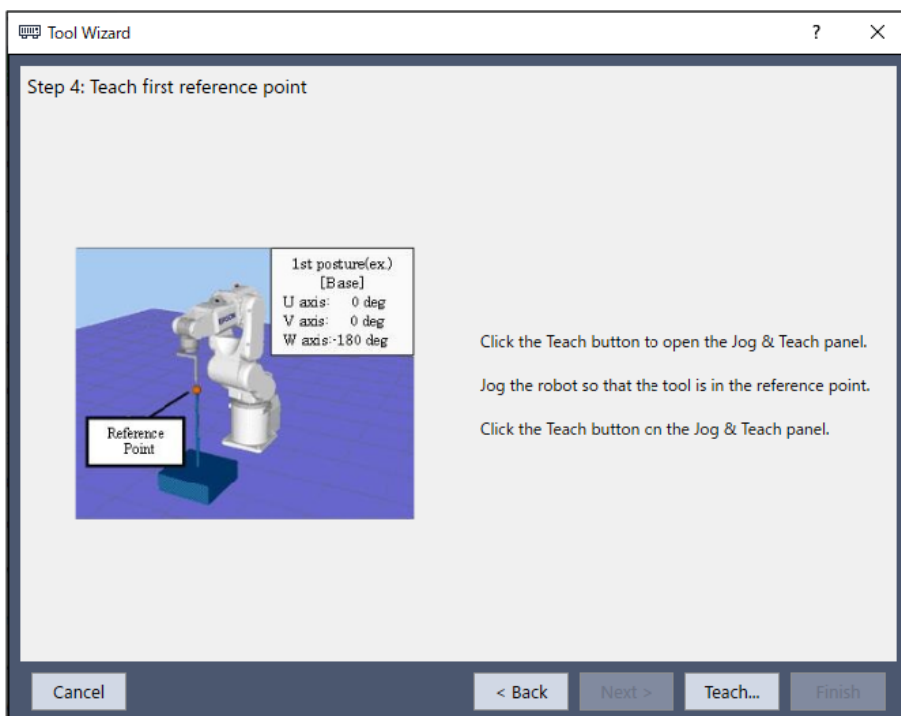 Tool Wizard
?
Step 4: Teach first reference point
1st posture(ex.)
[Base]
U axis: 0 deg
V axis: 0 deg
W axis:-180 deg
EPSON
Reference
Point
Click the Teach button to open the Jog & Teach panel.
Jog the robot so that the tool is in the reference point.
Click the Teach button on the Jog & Teach panel.
Cancel
< Back
Next >
Teach...
Finish